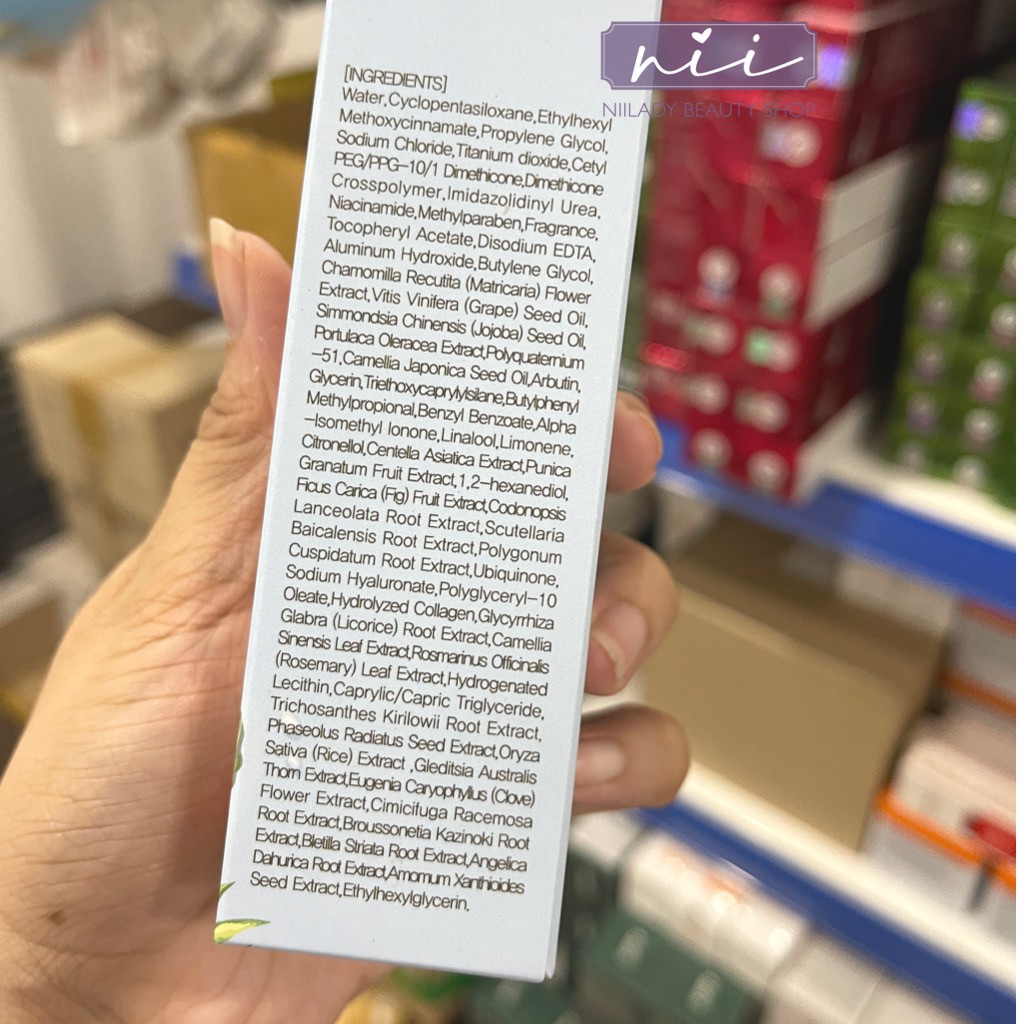 nii
NIILADY BEAUTY SHOP
[INGREDIENTS]
Water,Cyclopentasiloxane,Ethylhexyl
Methoxycinnamate,Propylene Glycol,
Sodium Chloride,Titanium dioxide,Cetyl
PEG/PPG-10/1 Dimethicone,Dimethicone
Crosspolymer,Imidazolidinyl Urea,
Niacinamide,Methylparaben,Fragrance,
Tocopheryl Acetate,Disodium EDTA,
Aluminum Hydroxide,Butylene Glycol,
Chamomilla Recutita (Matricaria) Flower
Extract,Vitis Vinifera (Grape) Seed Oil,
Simmondsia Chinensis (Jojoba) Seed Oil,
Portulaca Oleracea Extract,Polyquaternium
-51,Camellia Japonica Seed Oil,Arbutin,
Glycerin,Triethoxycaprylylsilane,Butylphenyl
Methylpropional,Benzyl Benzoate,Alpha
-Isomethyl Ionone,Linalool,Limonene,
Citronellol,Centella Asiatica Extract,Punica
Granatum Fruit Extract,1,2-hexanediol,
Ficus Carica (Fig) Fruit Extract,Codonopsis
Lanceolata Root Extract,Scutellaria
Baicalensis Root Extract,Polygonum
Cuspidatum Root Extract,Ubiquinone,
Sodium Hyaluronate,Polyglyceryl-10
Oleate,Hydrolyzed Collagen,Glycyrrhiza
Glabra (Licorice) Root Extract,Camellia
Sinensis Leaf Extract,Rosmarinus Officinalis
(Rosemary) Leaf Extract,Hydrogenated
Lecithin,Caprylic/Capric Triglyceride,
Trichosanthes Kirilowii Root Extract,
Phaseolus Radiatus Seed Extract,Oryza
Sativa (Rice) Extract ,Gleditsia Australis
Thorn Extract,Eugenia Caryophyllus (Clove)
Flower Extract,Cimicifuga Racemosa
Root Extract,Broussonetia Kazinoki Root
Extract,Bletilla Striata Root Extract,Angelica
Dahurica Root Extract,Amomum Xanthioides
Seed Extract,Ethylhexylglycerin.